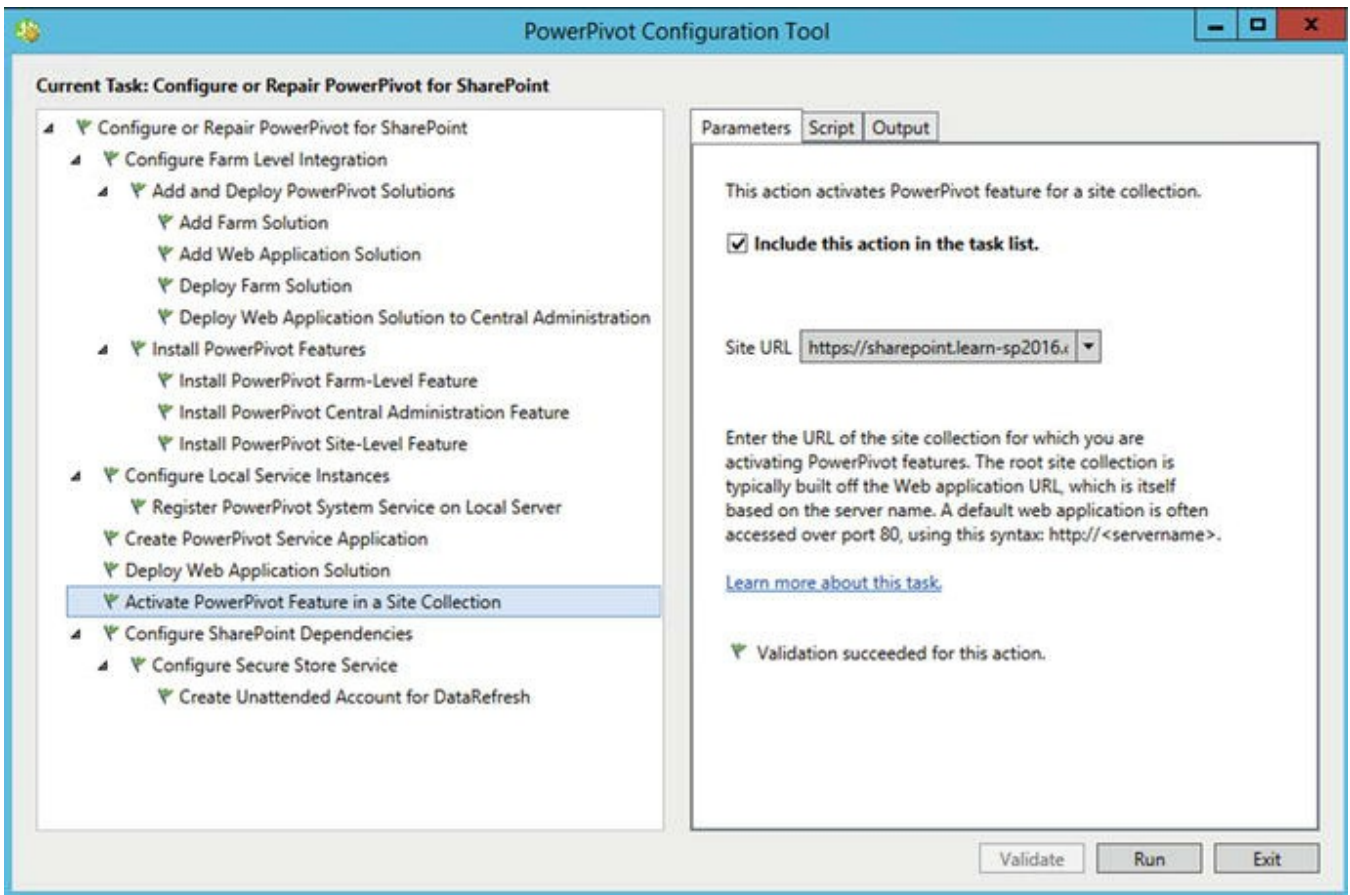 PowerPivot Configuration Tool
Current Task: Configure or Repair PowerPivot for SharePoint
Configure or Repair PowerPivot for SharePoint
Configure Farm Level Integration
Add and Deploy PowerPivot Solutions
Add Farm Solution
Add Web Application Solution
Deploy Farm Solution
Deploy Web Application Solution to Central Administration
Install PowerPivot Features
Install PowerPivot Farm-Level Feature
Install PowerPivot Central Administration Feature
Install PowerPivot Site-Level Feature
Configure Local Service Instances
Register PowerPivot System Service on Local Server
Create PowerPivot Service Application
Deploy Web Application Solution
Activate PowerPivot Feature in a Site Collection
Configure SharePoint Dependencies
Configure Secure Store Service
Create Unattended Account for DataRefresh
Parameters Script Output
This action activates PowerPivot feature for a site collection.
Include this action in the task list.
Site URL https://sharepoint.learn-sp2016.c
Enter the URL of the site collection for which you are
activating PowerPivot features. The root site collection is
typically built off the Web application URL, which is itself
based on the server name. A default web application is often
accessed over port 80, using this syntax: http://<servername>.
Learn more about this task.
Validation succeeded for this action.
Validate Run Exit